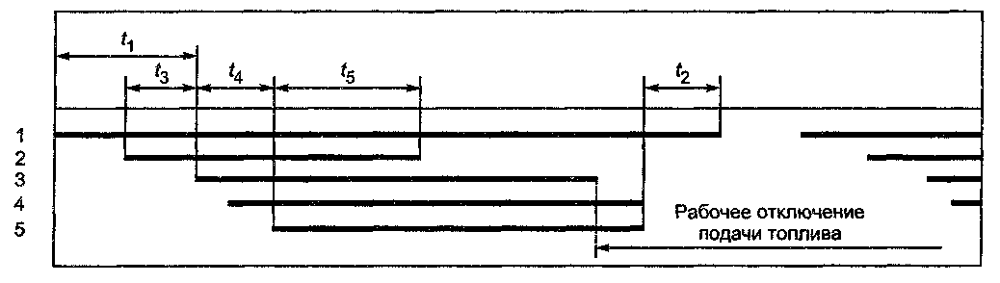 t1
t3
t4
t5
t2
1
2
3
4
5
Рабочее отключение
подачи топлива